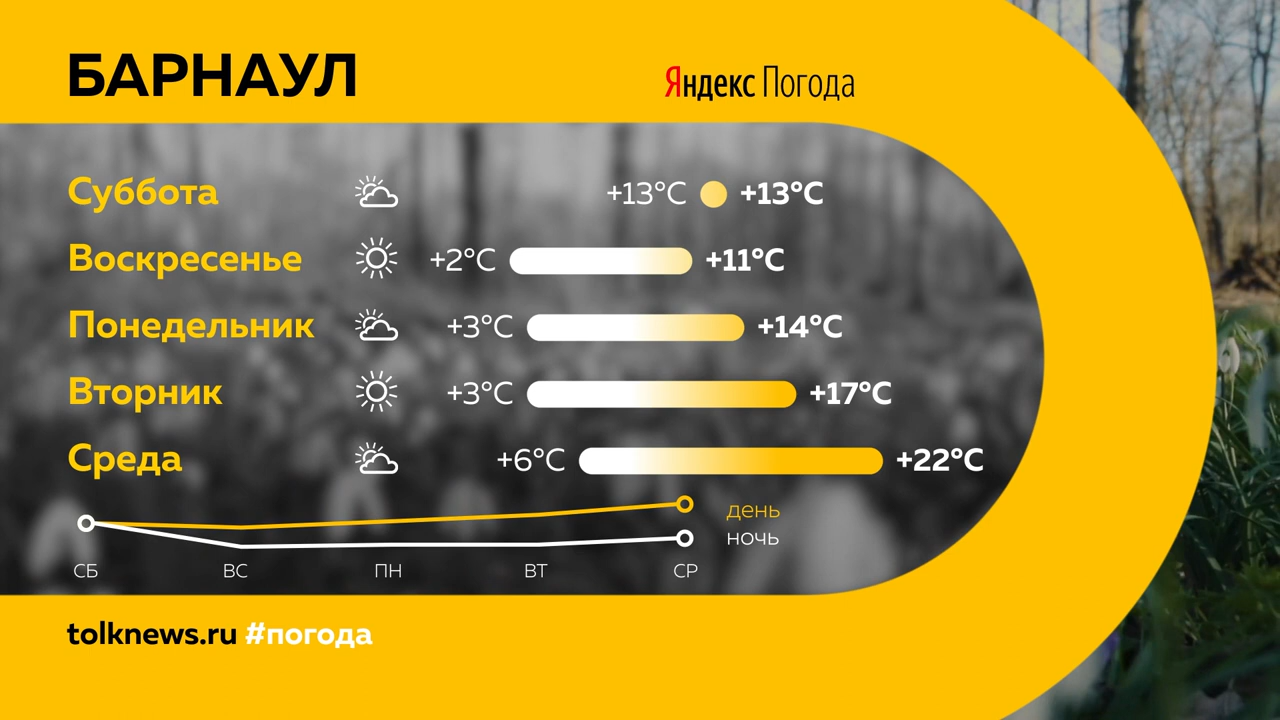 БАРНАУЛ
Яндекс Погода
Суббота +13°C +13°C
Воскресенье +2°C +11°C
Понедельник +3°C +14°C
Вторник +3°C +17°C
Среда +6°C +22°C
день
ночь
СБ ВС ПН ВТ СР
tolknews.ru #погода